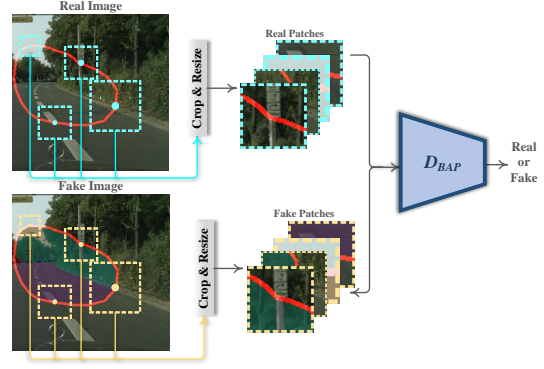 Real Image
Real Patches
Crop & Resize
D_BAP
Real
or
Fake
Fake Image
Fake Patches
Crop & Resize